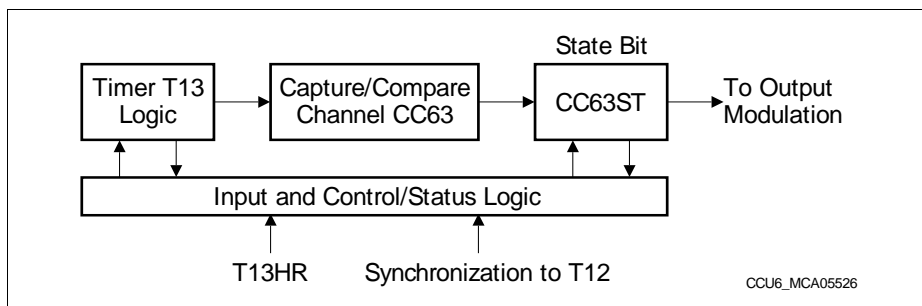 State Bit
Timer T13
Logic
Capture/Compare
Channel CC63
CC63ST
To Output
Modulation
Input and Control/Status Logic
T13HR
Synchronization to T12
CCU6_MCA05526